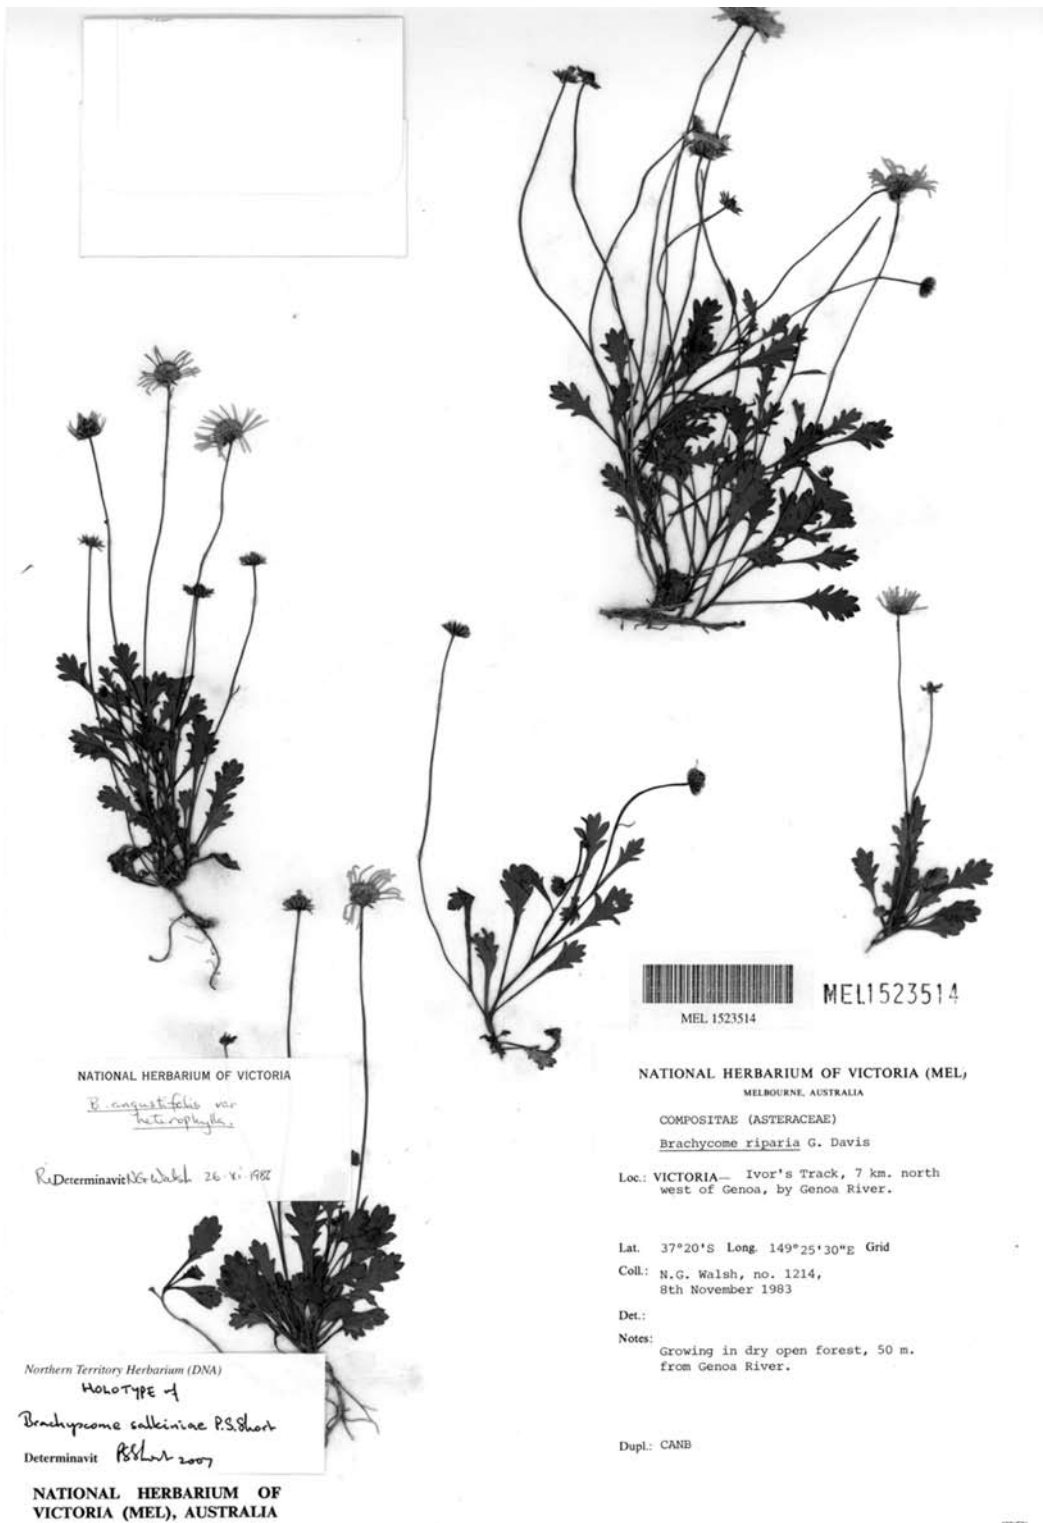 MEL1523514
MEL 1523514
NATIONAL HERBARIUM OF VICTORIA (MEL)
MELBOURNE, AUSTRALIA
COMPOSITAE (ASTERACEAE)
Brachycome riparia G. Davis
Loc.: VICTORIA— Ivor's Track, 7 km. north
west of Genoa, by Genoa River.
Lat. 37°20'S Long. 149°25'30"E Grid
Coll.: N.G. Walsh, no. 1214,
8th November 1983
Det.:
Notes:
Growing in dry open forest, 50 m.
from Genoa River.
Dupl.: CANB
NATIONAL HERBARIUM OF VICTORIA
B. angustifolia var
heterophylla.
ReDeterminavit NG Walsh 26·xi·1986
Northern Territory Herbarium (DNA)
HOLOTYPE of
Brachyscome salkiniae P.S.Short
Determinavit PSShort 2007
NATIONAL HERBARIUM OF
VICTORIA (MEL), AUSTRALIA